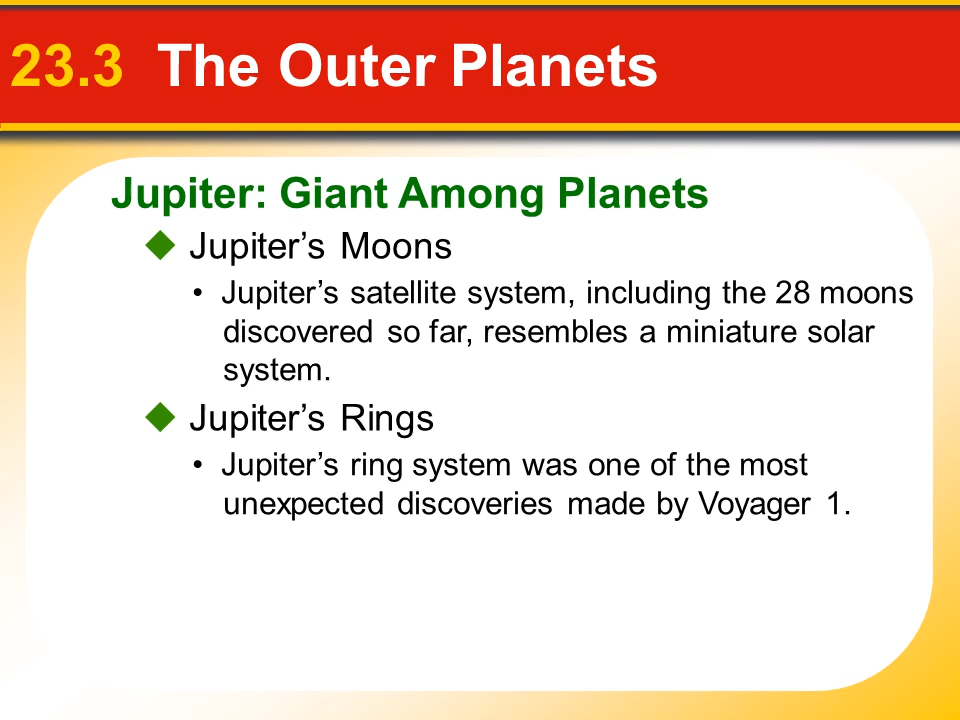 23.3 The Outer Planets
Jupiter: Giant Among Planets
◆ Jupiter’s Moons
• Jupiter’s satellite system, including the 28 moons
discovered so far, resembles a miniature solar
system.
◆ Jupiter’s Rings
• Jupiter’s ring system was one of the most
unexpected discoveries made by Voyager 1.